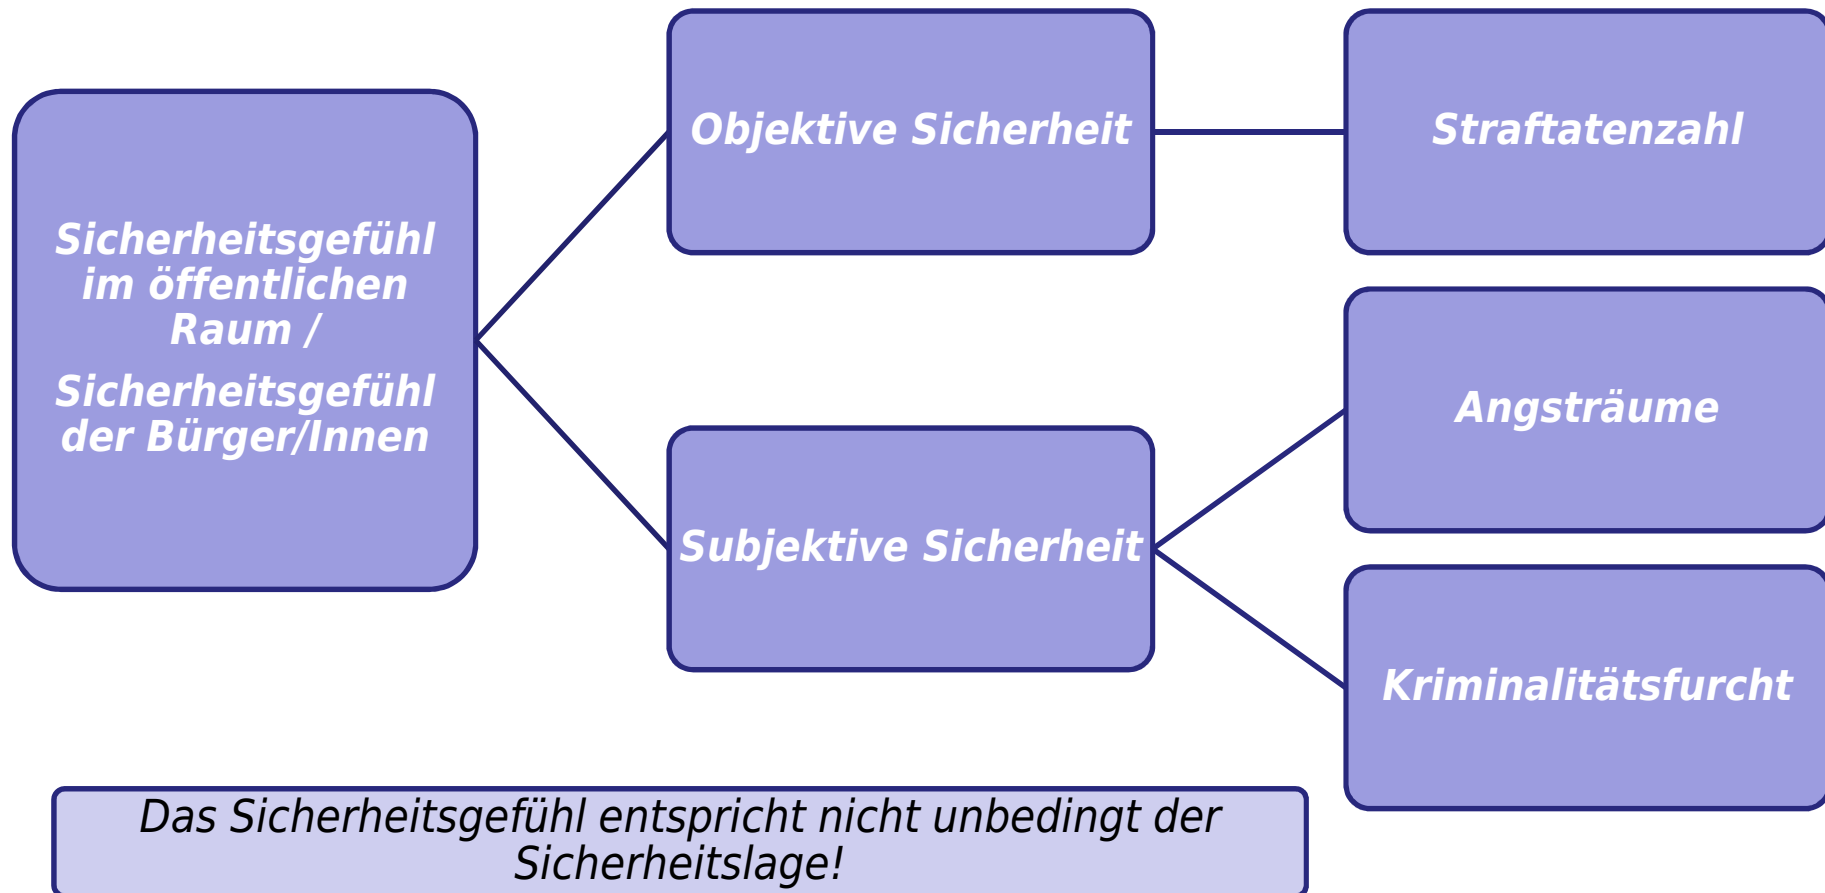 Sicherheitsgefühl
im öffentlichen
Raum /
Sicherheitsgefühl
der Bürger/Innen
Objektive Sicherheit
Straftatenzahl
Subjektive Sicherheit
Angsträume
Kriminalitätsfurcht
Das Sicherheitsgefühl entspricht nicht unbedingt der
Sicherheitslage!